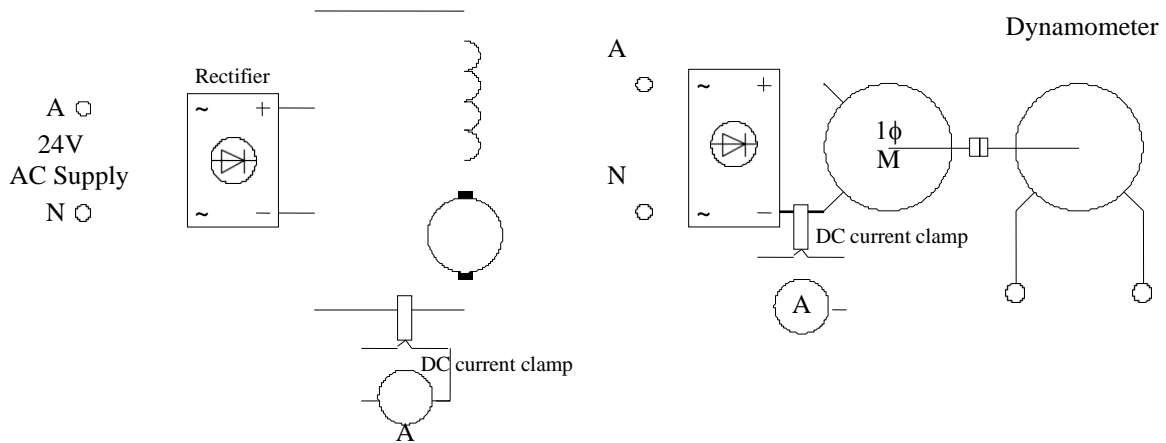 Dynamometer
Rectifier
A
24V
AC Supply
N
~ +
~ −
DC current clamp
A
A
N
~ +
~ −
1ϕ
M
DC current clamp
A